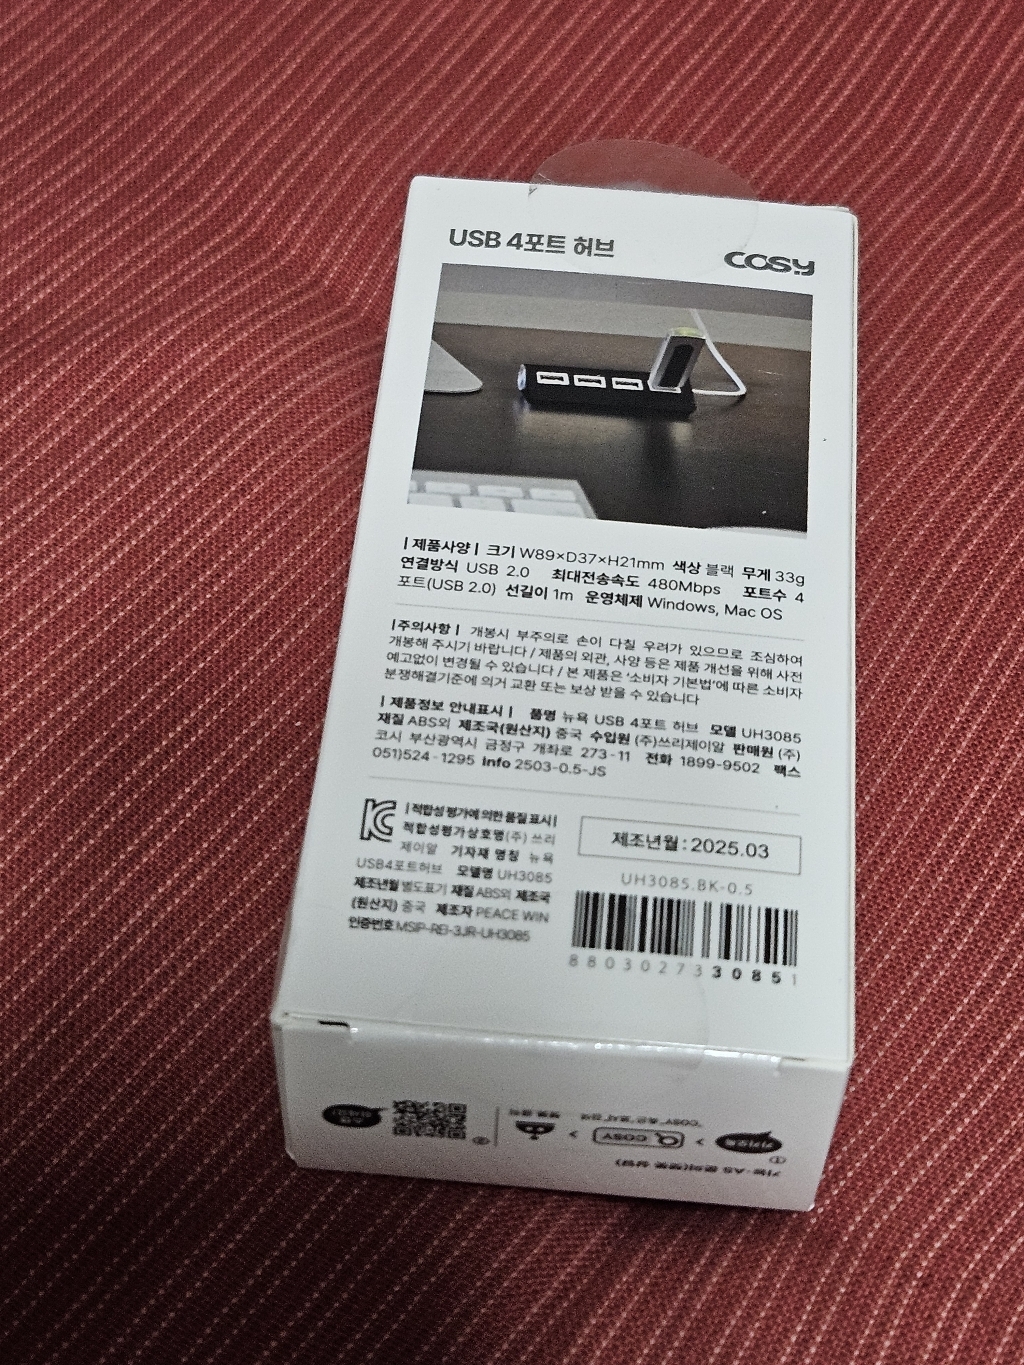 USB 4포트 허브
COSY
| 제품사양 | 크기 W89×D37×H21mm 색상 블랙 무게 33g
연결방식 USB 2.0 최대전송속도 480Mbps 포트수 4
포트(USB 2.0) 선길이 1m 운영체제 Windows, Mac OS
| 주의사항 | 개봉시 부주의로 손이 다칠 우려가 있으므로 조심하여
개봉해 주시기 바랍니다 / 제품의 외관, 사양 등은 제품 개선을 위해 사전
예고없이 변경될 수 있습니다 / 본 제품은 '소비자 기본법'에 따른 소비자
분쟁해결기준에 의거 교환 또는 보상 받을 수 있습니다
| 제품정보 안내표시 | 품명 뉴욕 USB 4포트 허브 모델 UH3085
재질 ABS외 제조국(원산지) 중국 수입원 (주)쓰리제이알 판매원 (주)
코시 부산광역시 금정구 개좌로 273-11 전화 1899-9502 팩스
051)524-1295 info 2503-0.5-JS
| 적합성평가에 의한 품질 표시 |
적합성평가상호명(주) 쓰리
제이알 기자재 명칭 뉴욕
USB4포트허브 모델명 UH3085
제조년월 별도표기 재질 ABS외 제조국
(원산지) 중국 제조자 PEACE WIN
인증번호 MSIP-REI-3JR-UH3085
제조년월 : 2025.03
UH3085.BK-0.5
8803027330851
기능·AS 문의(챗봇 상담)
① 카카오톡 > COSY >
②